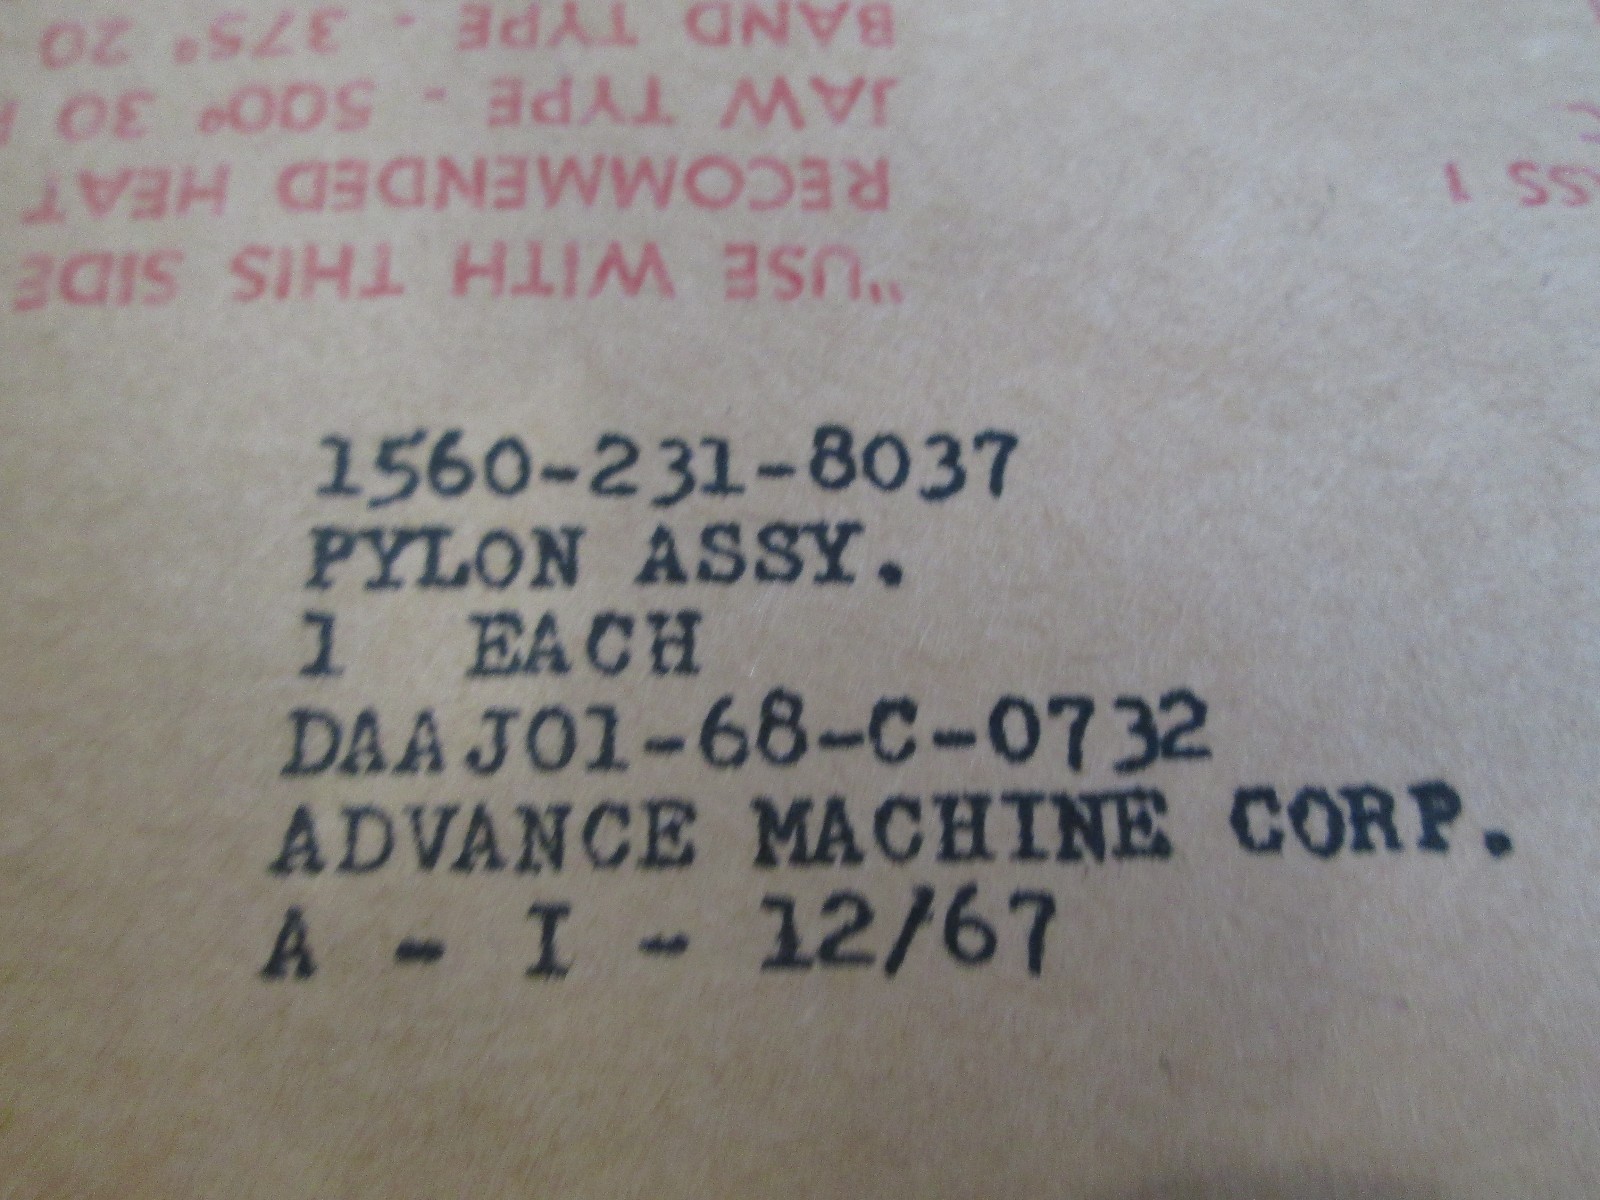 1560-231-8037
PYLON ASSY.
1 EACH
DAAJ01-68-C-0732
ADVANCE MACHINE CORP.
A - I - 12/67
"USE WITH THIS SIDE
RECOMMENDED HEAT
JAW TYPE - 500° 30
BAND TYPE - 375° 20
1